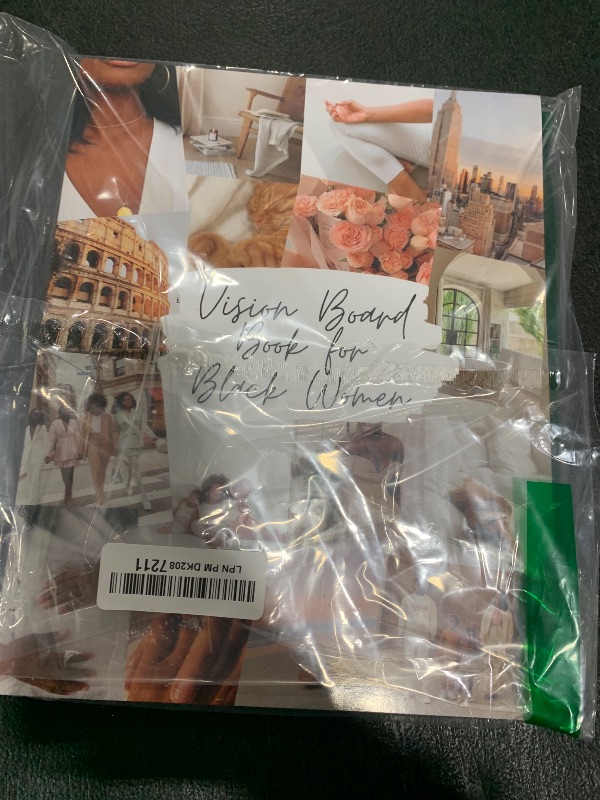 Vision Board
Book for
Black Women
LPN PM DK208 7211